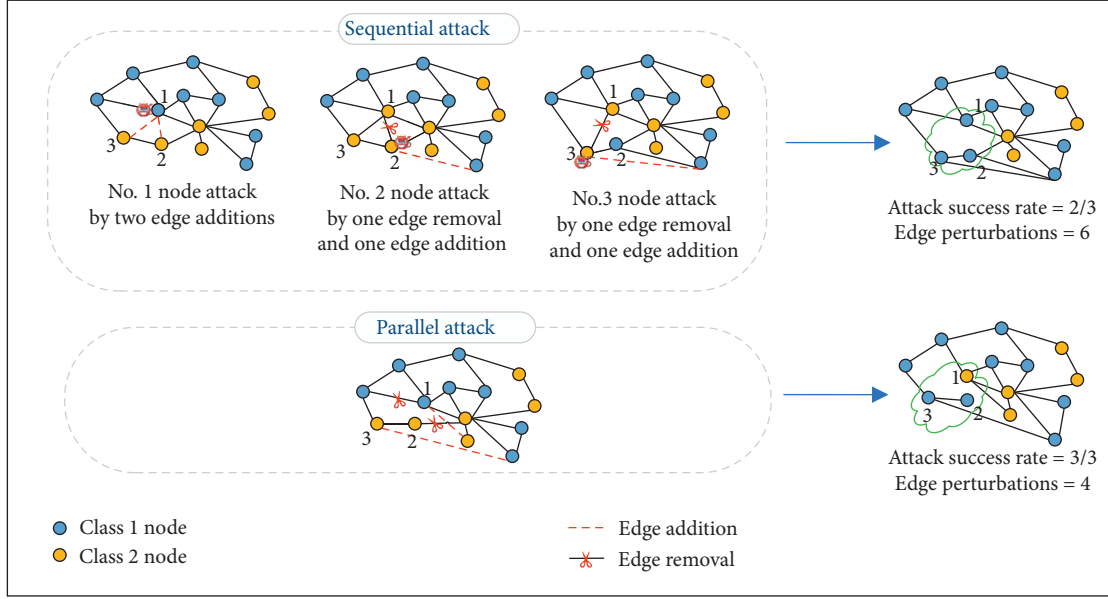 Sequential attack
1
3
2
No. 1 node attack
by two edge additions
1
3
2
No. 2 node attack
by one edge removal
and one edge addition
1
3
2
No.3 node attack
by one edge removal
and one edge addition
1
3
2
Attack success rate = 2/3
Edge perturbations = 6
Parallel attack
1
3
2
1
3
2
Attack success rate = 3/3
Edge perturbations = 4
Class 1 node
Class 2 node
Edge addition
Edge removal